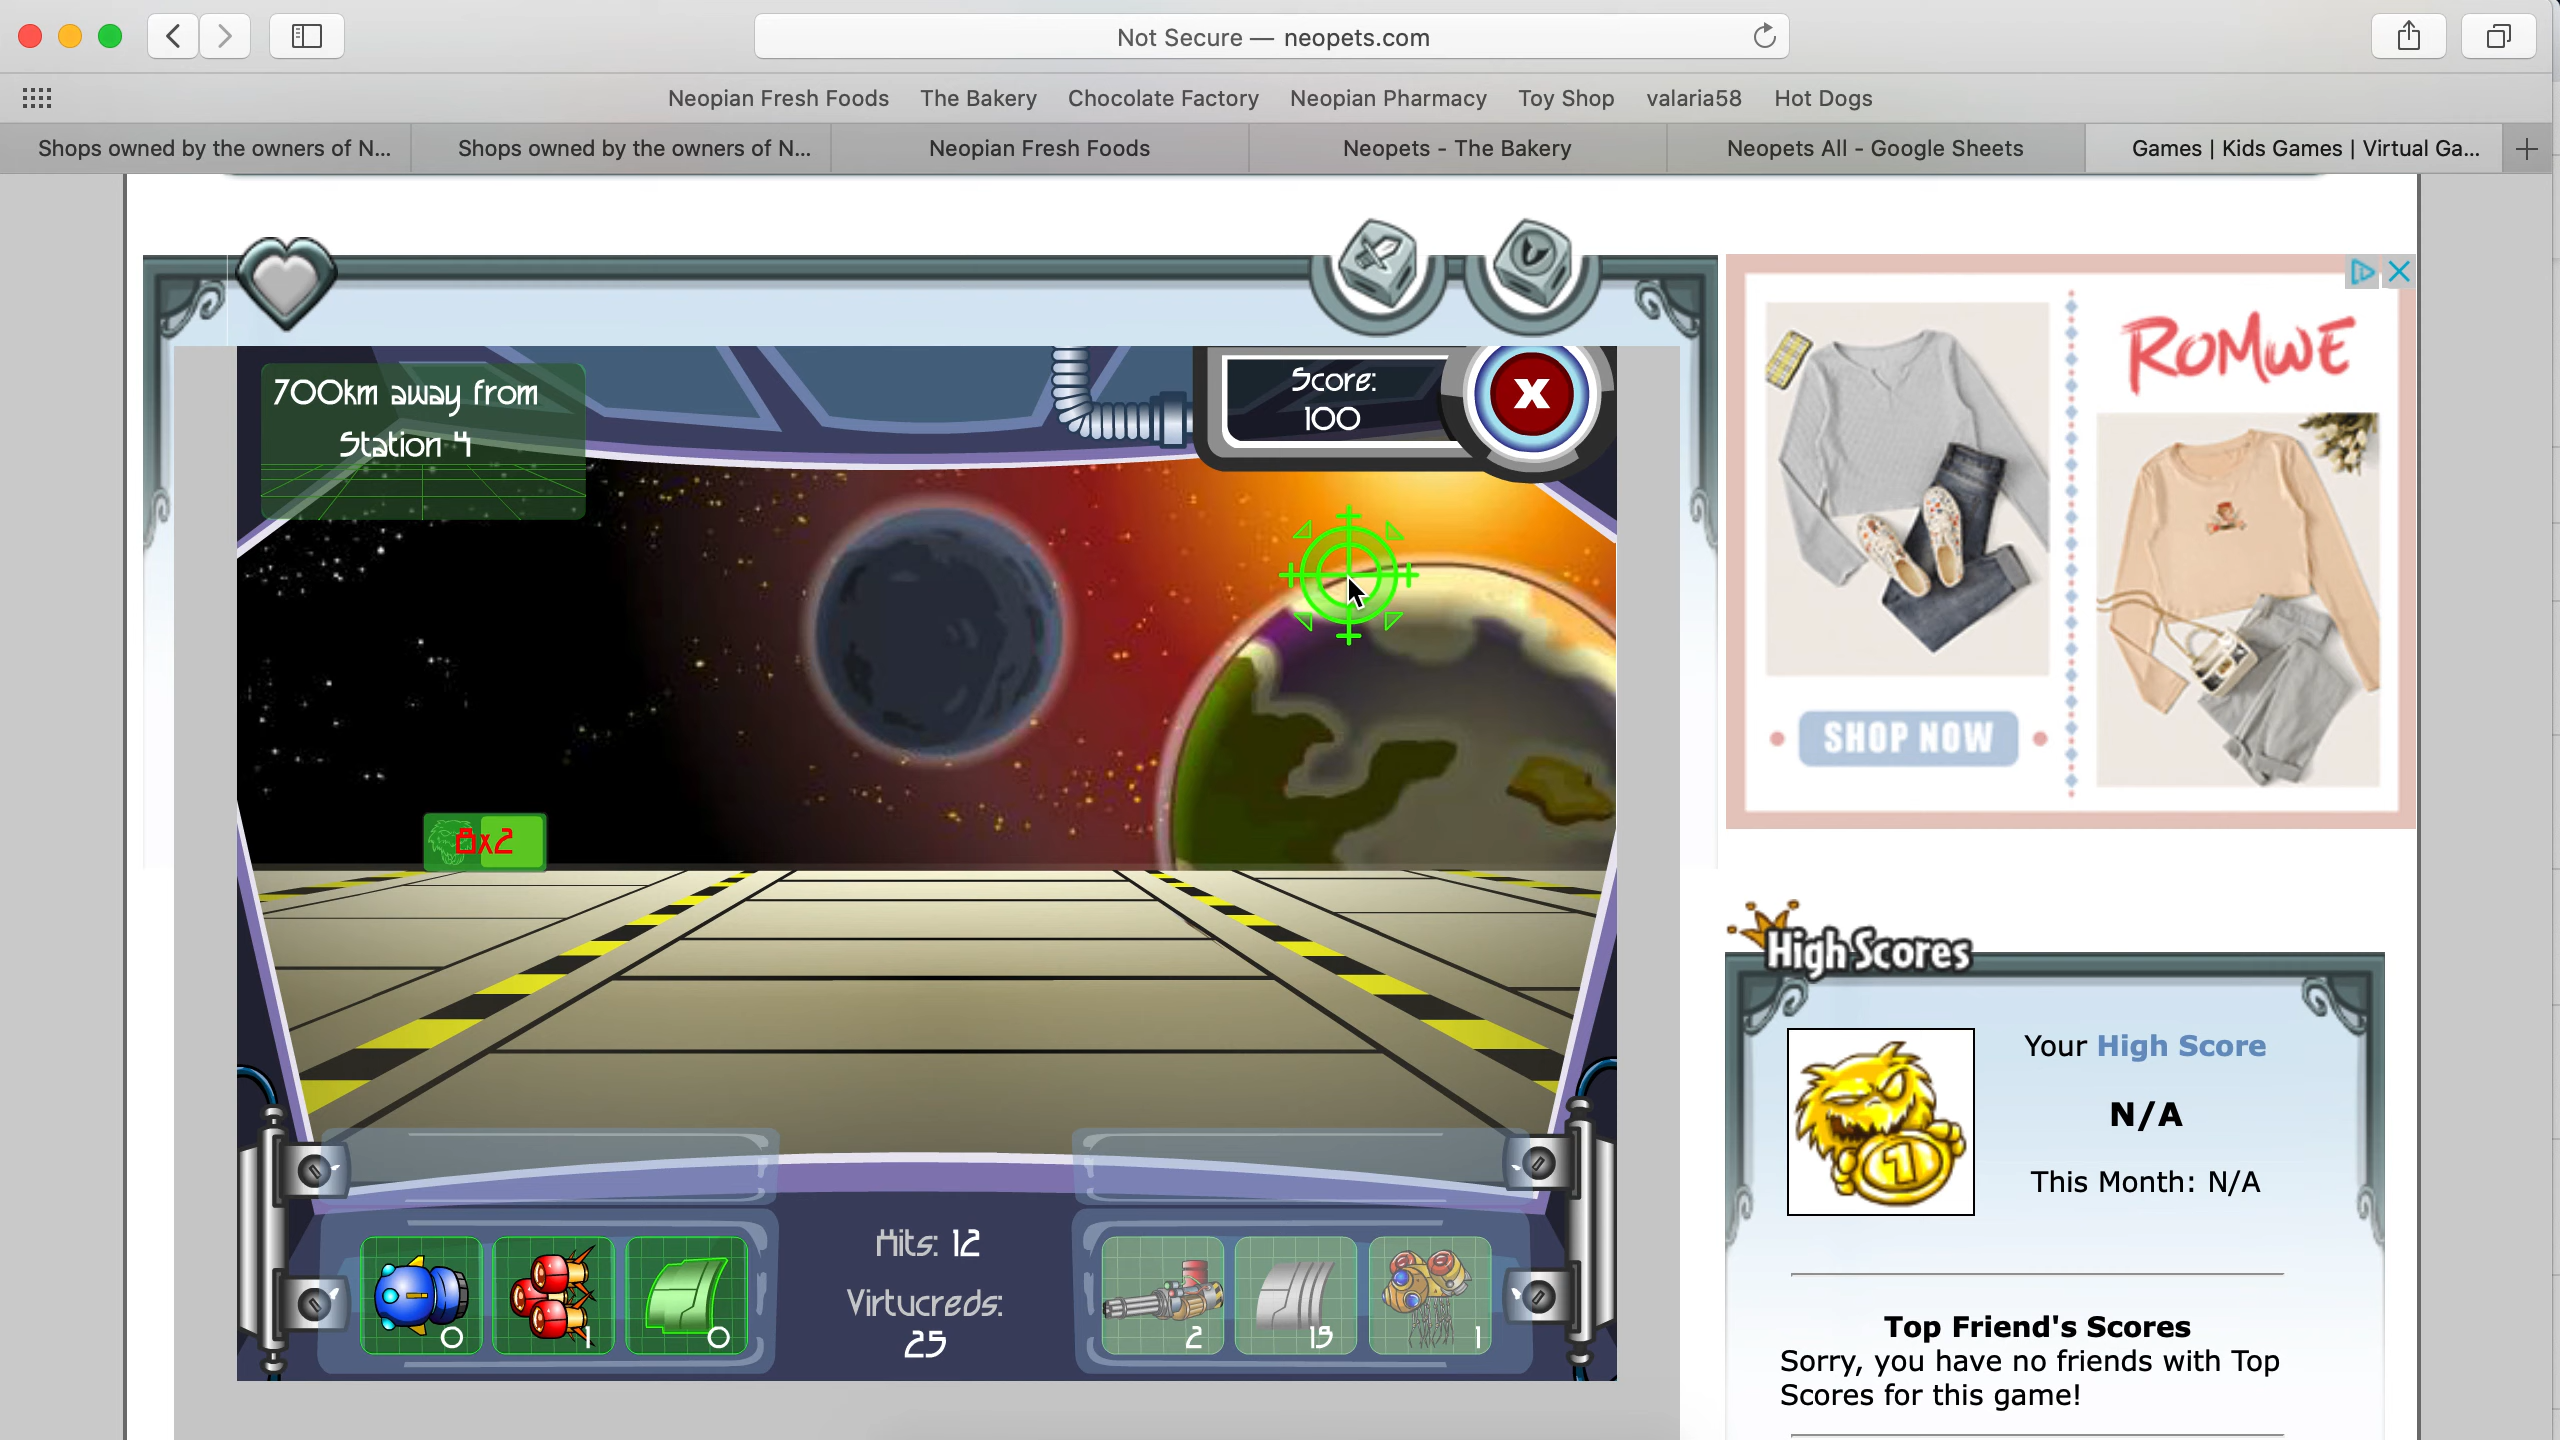 Not Secure — neopets.com
Neopian Fresh Foods The Bakery Chocolate Factory Neopian Pharmacy Toy Shop valaria58 Hot Dogs
Shops owned by the owners of N... Shops owned by the owners of N... Neopian Fresh Foods Neopets - The Bakery Neopets All - Google Sheets Games | Kids Games | Virtual Ga...
700km away from
Station 4
Score:
100
X
x2
Hits: 12
Virtucreds:
25
0 1 0
2 15 1
ROMWE
SHOP NOW
High Scores
Your High Score
N/A
This Month: N/A
Top Friend's Scores
Sorry, you have no friends with Top
Scores for this game!